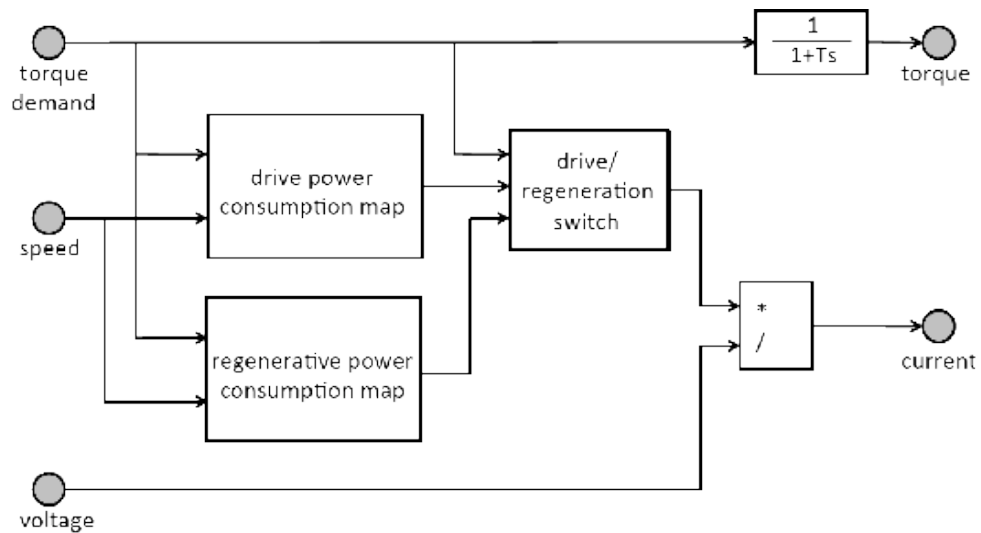 torque
demand
1
1+Ts
torque
drive power
consumption map
drive/
regeneration
switch
speed
regenerative power
consumption map
*
/
current
voltage